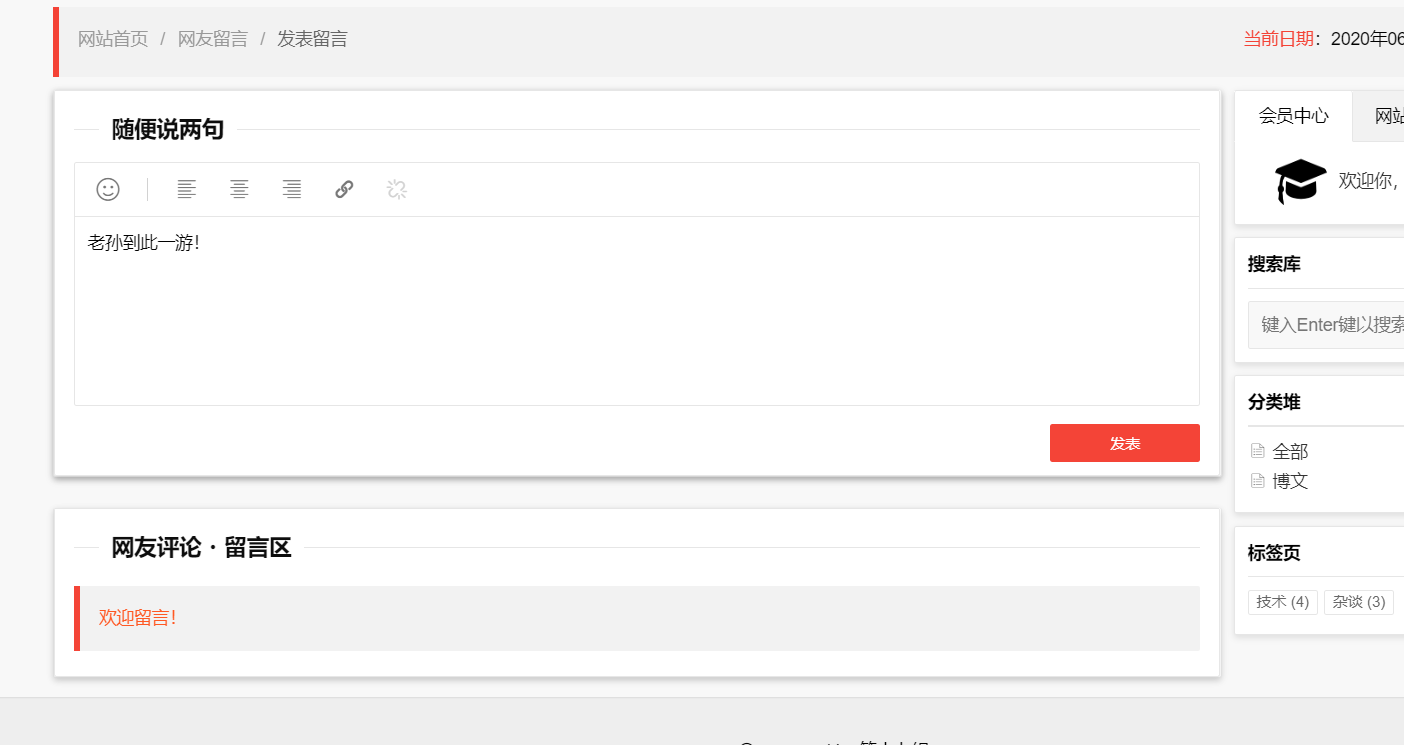 网站首页 / 网友留言 / 发表留言
当前日期：2020年06
随便说两句
老孙到此一游！
发表
网友评论 · 留言区
欢迎留言！
会员中心
网站
欢迎你，
搜索库
键入Enter键以搜索
分类堆
全部
博文
标签页
技术 (4) 杂谈 (3)